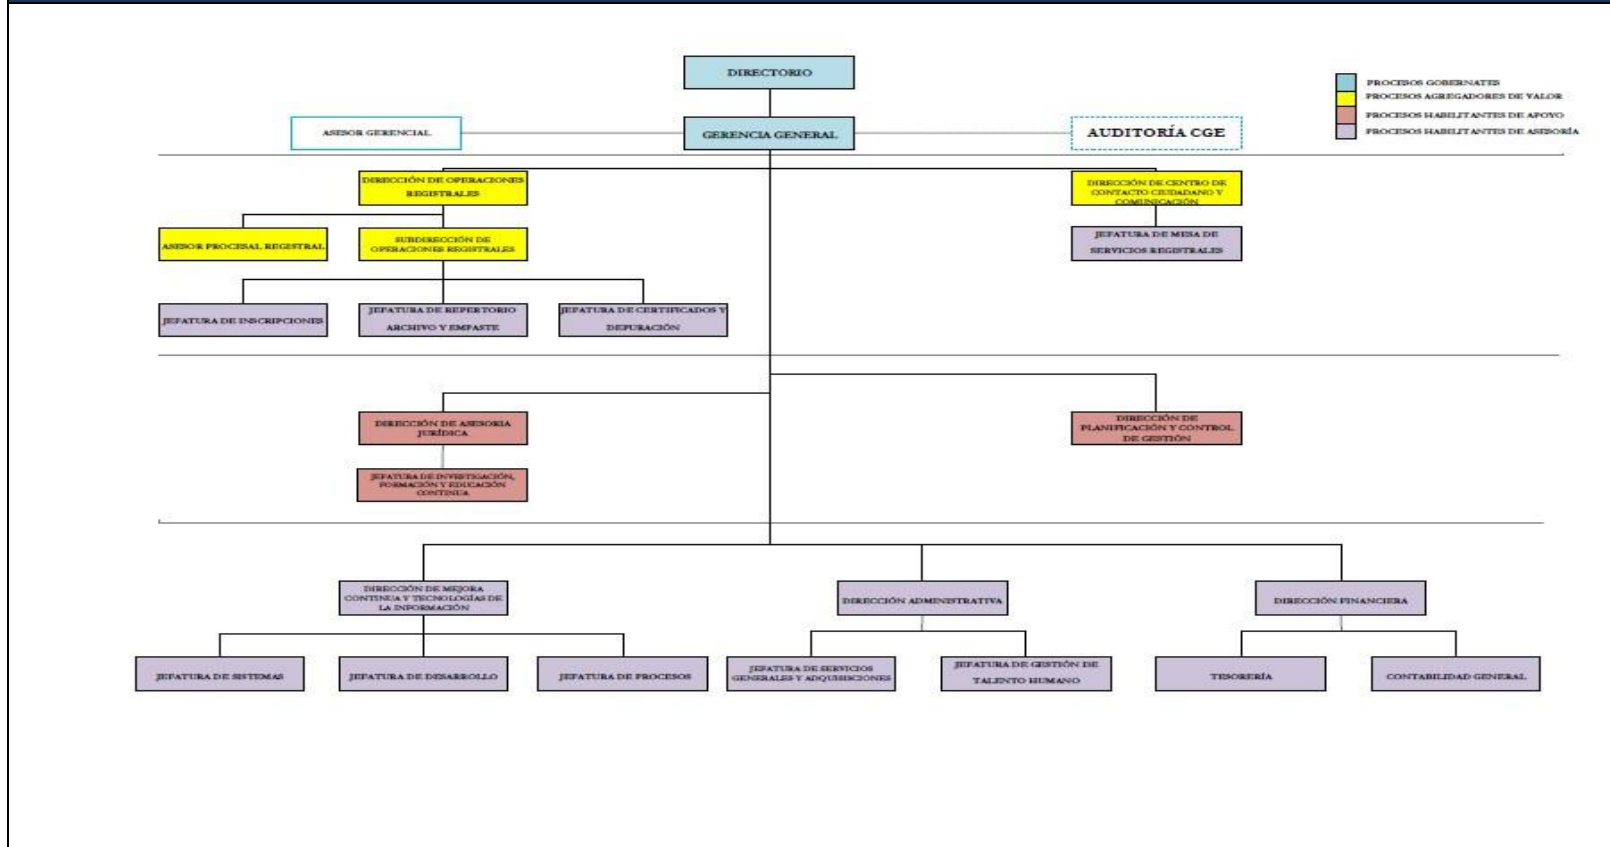 DIRECTORIO
PROCESOS GOBERNATES
PROCESOS AGREGADORES DE VALOR
PROCESOS HABILITANTES DE APOYO
PROCESOS HABILITANTES DE ASESORÍA
ASESOR GERENCIAL
GERENCIA GENERAL
AUDITORÍA CGE
DIRECCIÓN DE OPERACIONES
REGISTRALES
DIRECCIÓN DE CENTRO DE
CONTACTO CIUDADANO Y
COMUNICACIÓN
ASESOR PROCESAL REGISTRAL
SUBDIRECCIÓN DE
OPERACIONES REGISTRALES
JEFATURA DE MESA DE
SERVICIOS REGISTRALES
JEFATURA DE INSCRIPCIONES
JEFATURA DE REPERTORIO
ARCHIVO Y EMPASTE
JEFATURA DE CERTIFICADOS Y
DEPURACIÓN
DIRECCIÓN DE ASESORIA
JURÍDICA
DIRECCIÓN DE
PLANIFICACIÓN Y CONTROL
DE GESTIÓN
JEFATURA DE INVESTIGACIÓN,
FORMACIÓN Y EDUCACIÓN
CONTINUA
DIRECCIÓN DE MEJORA
CONTINUA Y TECNOLOGÍAS DE
LA INFORMACIÓN
DIRECCIÓN ADMINISTRATIVA
DIRECCIÓN FINANCIERA
JEFATURA DE SISTEMAS
JEFATURA DE DESARROLLO
JEFATURA DE PROCESOS
JEFATURA DE SERVICIOS
GENERALES Y ADQUISICIONES
JEFATURA DE GESTIÓN DE
TALENTO HUMANO
TESORERÍA
CONTABILIDAD GENERAL